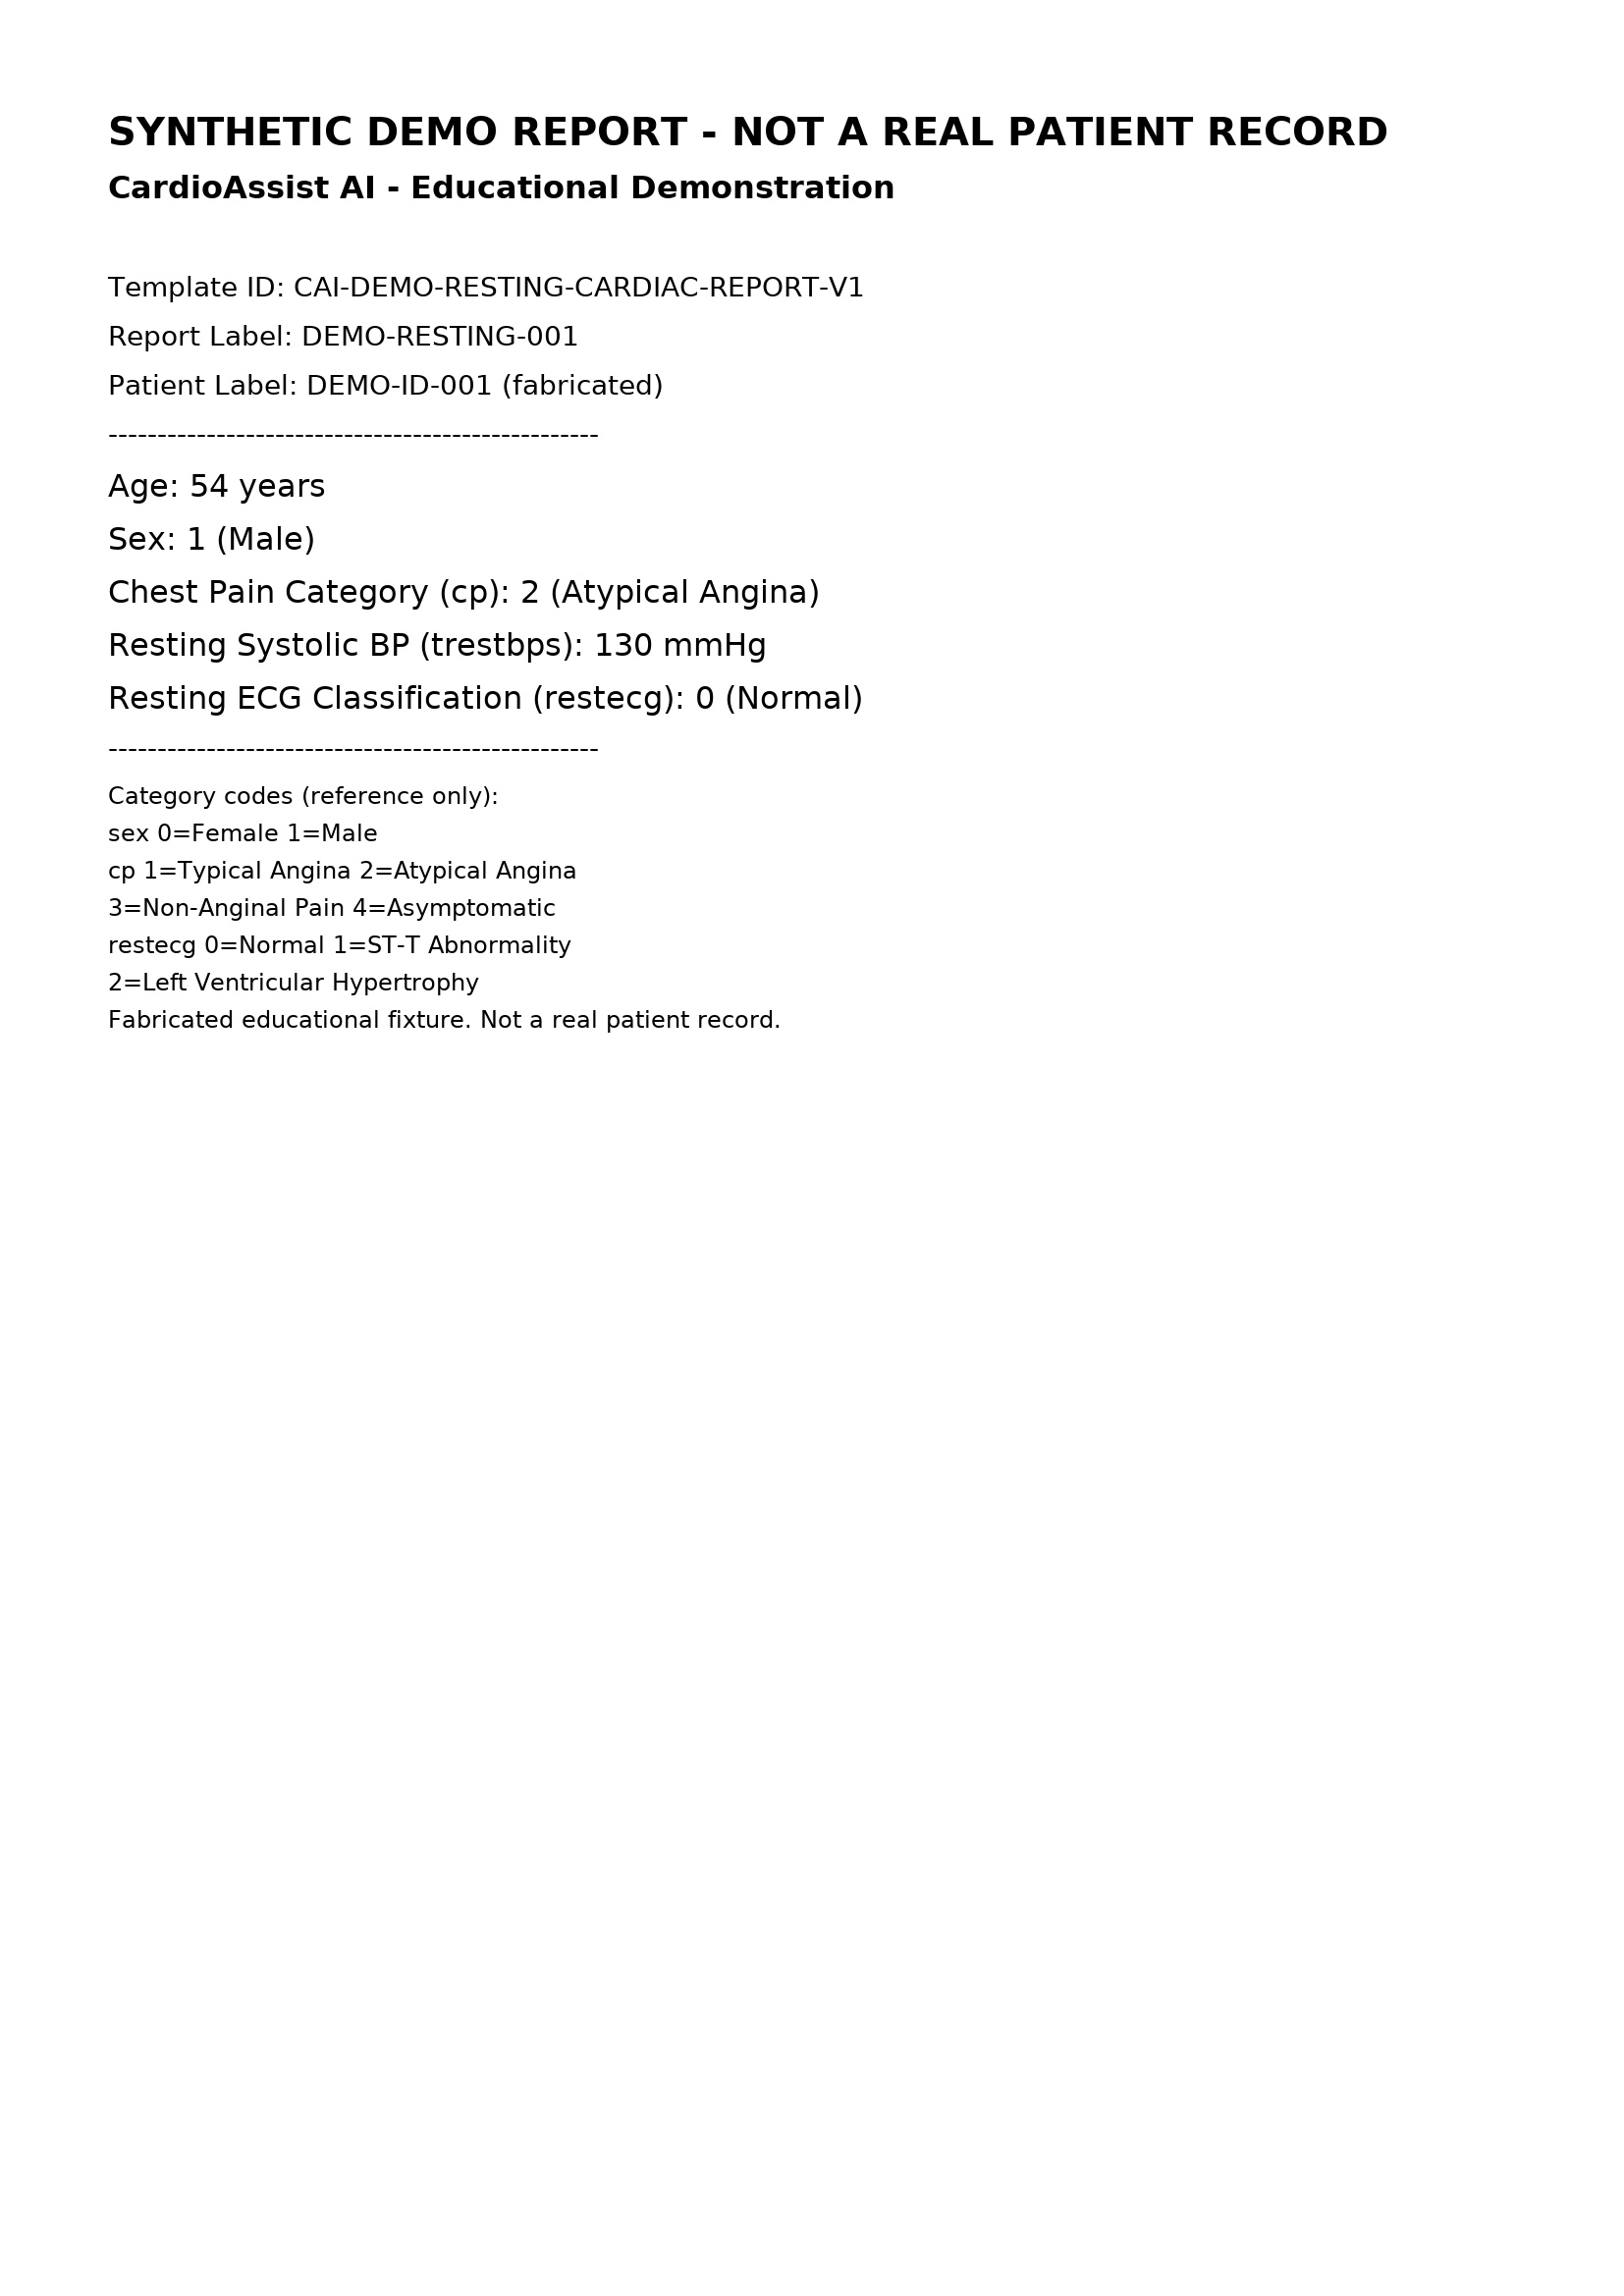 SYNTHETIC DEMO REPORT - NOT A REAL PATIENT RECORD
CardioAssist AI - Educational Demonstration
Template ID: CAI-DEMO-RESTING-CARDIAC-REPORT-V1
Report Label: DEMO-RESTING-001
Patient Label: DEMO-ID-001 (fabricated)
--------------------------------------------------
Age: 54 years
Sex: 1 (Male)
Chest Pain Category (cp): 2 (Atypical Angina)
Resting Systolic BP (trestbps): 130 mmHg
Resting ECG Classification (restecg): 0 (Normal)
--------------------------------------------------
Category codes (reference only):
sex 0=Female 1=Male
cp 1=Typical Angina 2=Atypical Angina
3=Non-Anginal Pain 4=Asymptomatic
restecg 0=Normal 1=ST-T Abnormality
2=Left Ventricular Hypertrophy
Fabricated educational fixture. Not a real patient record.